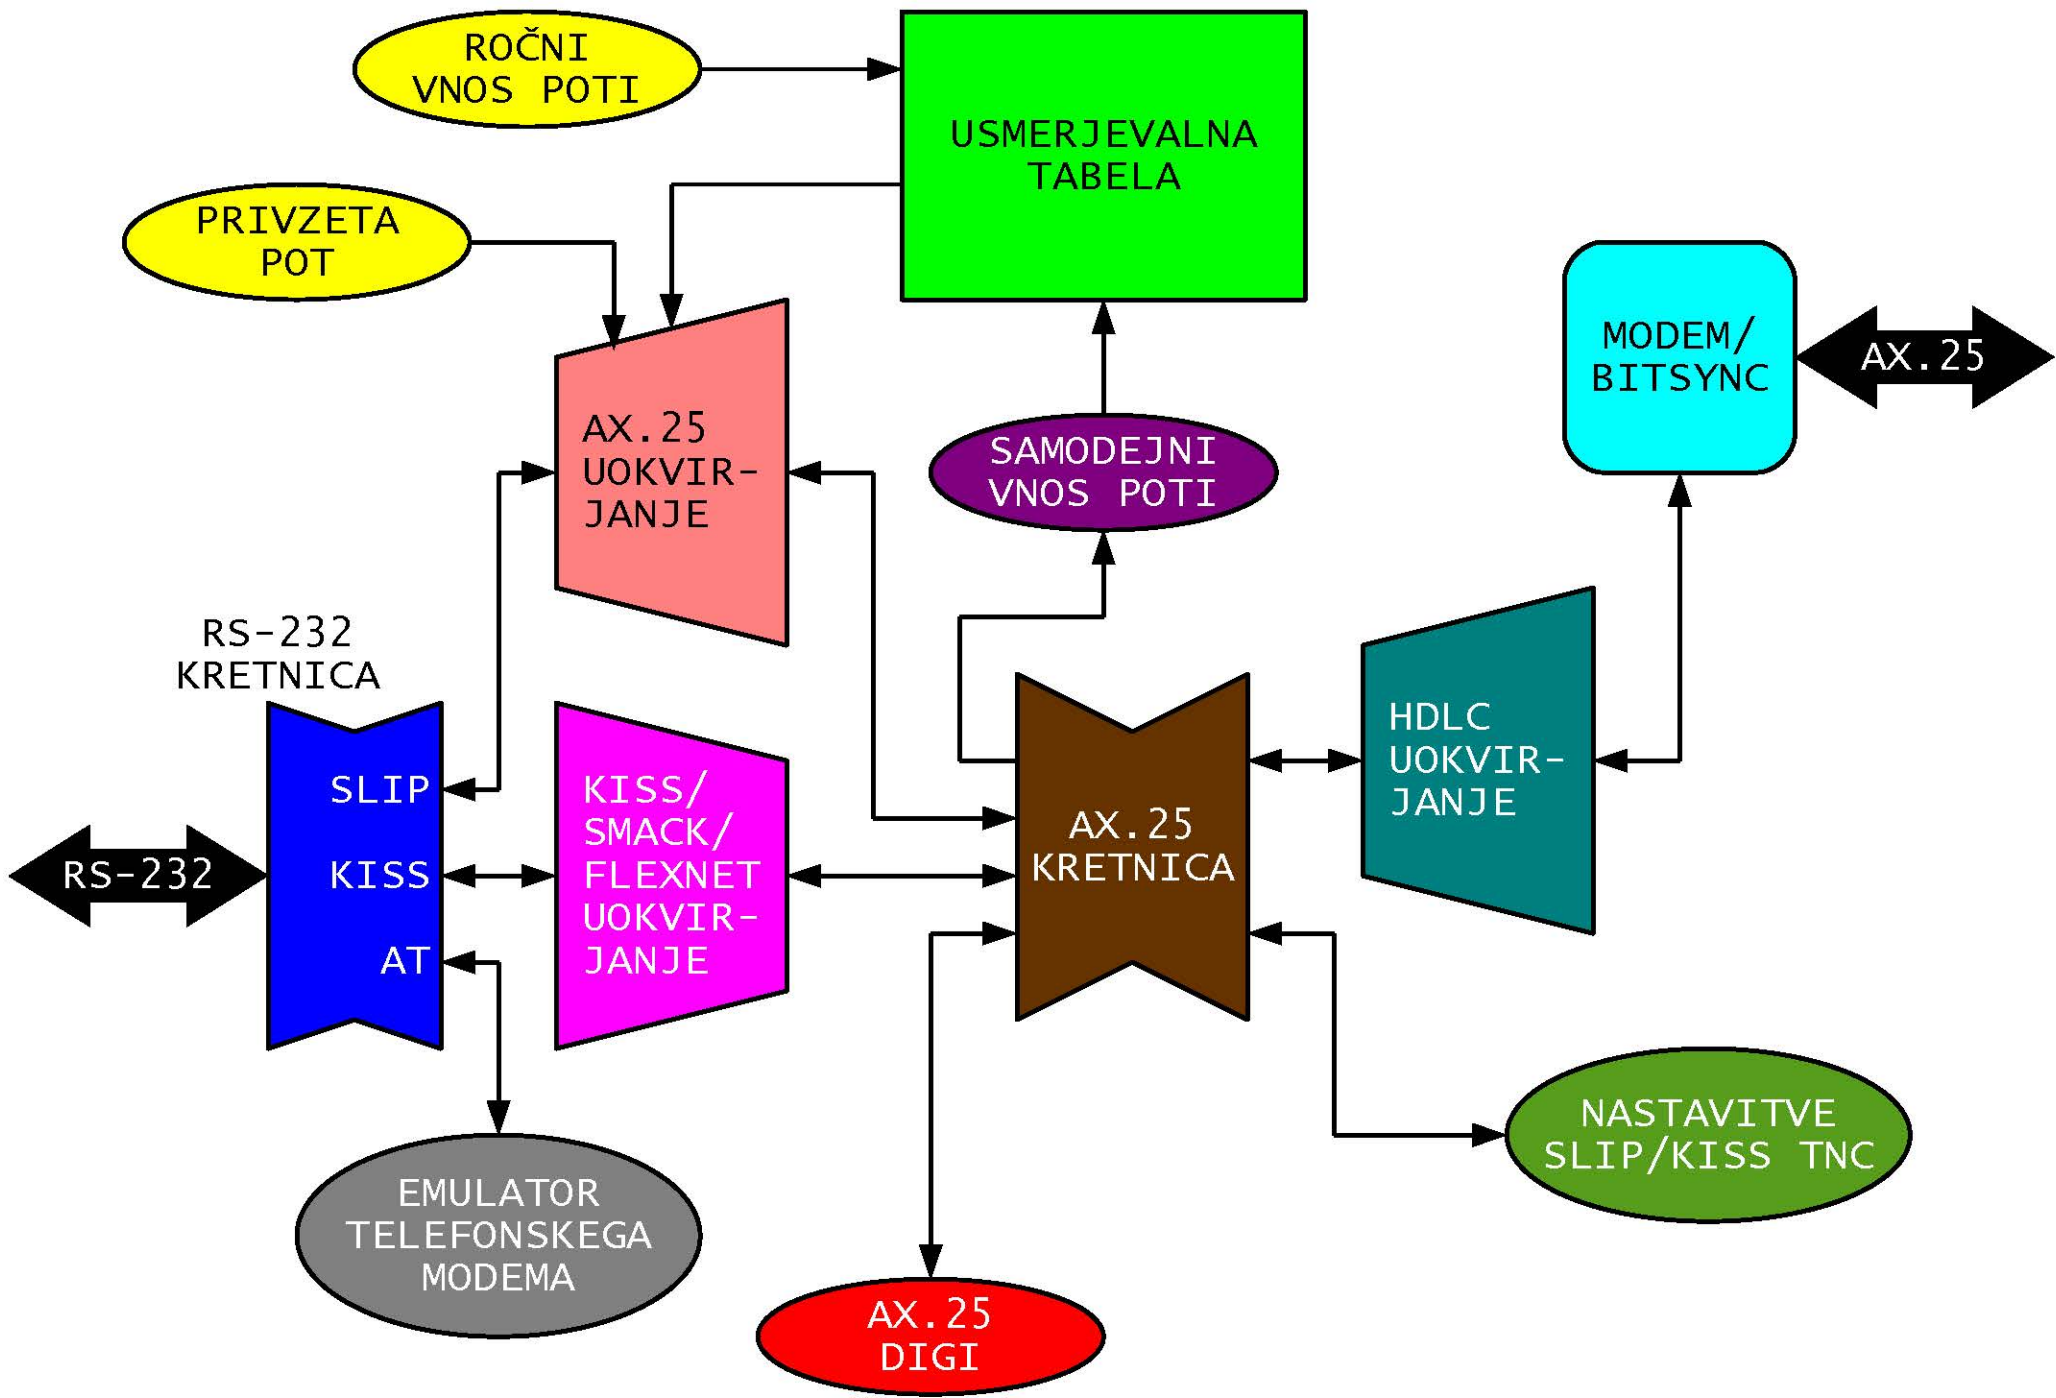 ROČNI
VNOS POTI
USMERJEVALNA
TABELA
PRIVZETA
POT
MODEM/
BITSYNC
AX.25
AX.25
UOKVIR-
JANJE
SAMODEJNI
VNOS POTI
RS-232
KRETNICA
SLIP
KISS
AT
RS-232
KISS/
SMACK/
FLEXNET
UOKVIR-
JANJE
AX.25
KRETNICA
HDLC
UOKVIR-
JANJE
NASTAVITVE
SLIP/KISS TNC
EMULATOR
TELEFONSKEGA
MODEMA
AX.25
DIGI